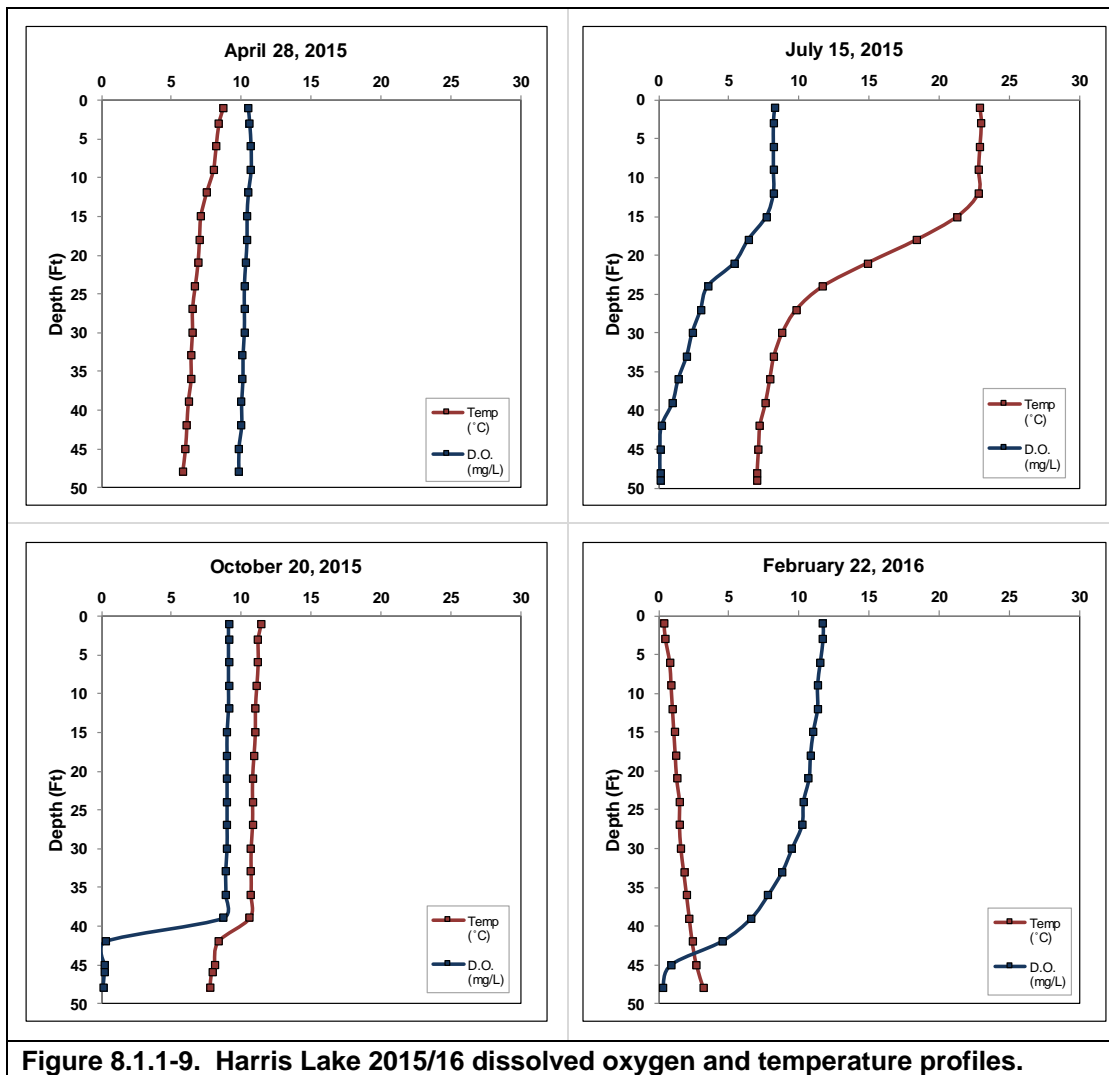 April 28, 2015
0 5 10 15 20 25 30
0
5
10
15
20
25
30
35
40
45
50
Depth (Ft)
Temp
(˚C)
D.O.
(mg/L)
July 15, 2015
0 5 10 15 20 25 30
0
5
10
15
20
25
30
35
40
45
50
Depth (Ft)
Temp
(˚C)
D.O.
(mg/L)
October 20, 2015
0 5 10 15 20 25 30
0
5
10
15
20
25
30
35
40
45
50
Depth (Ft)
Temp
(˚C)
D.O.
(mg/L)
February 22, 2016
0 5 10 15 20 25 30
0
5
10
15
20
25
30
35
40
45
50
Depth (Ft)
Temp
(˚C)
D.O.
(mg/L)
Figure 8.1.1-9. Harris Lake 2015/16 dissolved oxygen and temperature profiles.